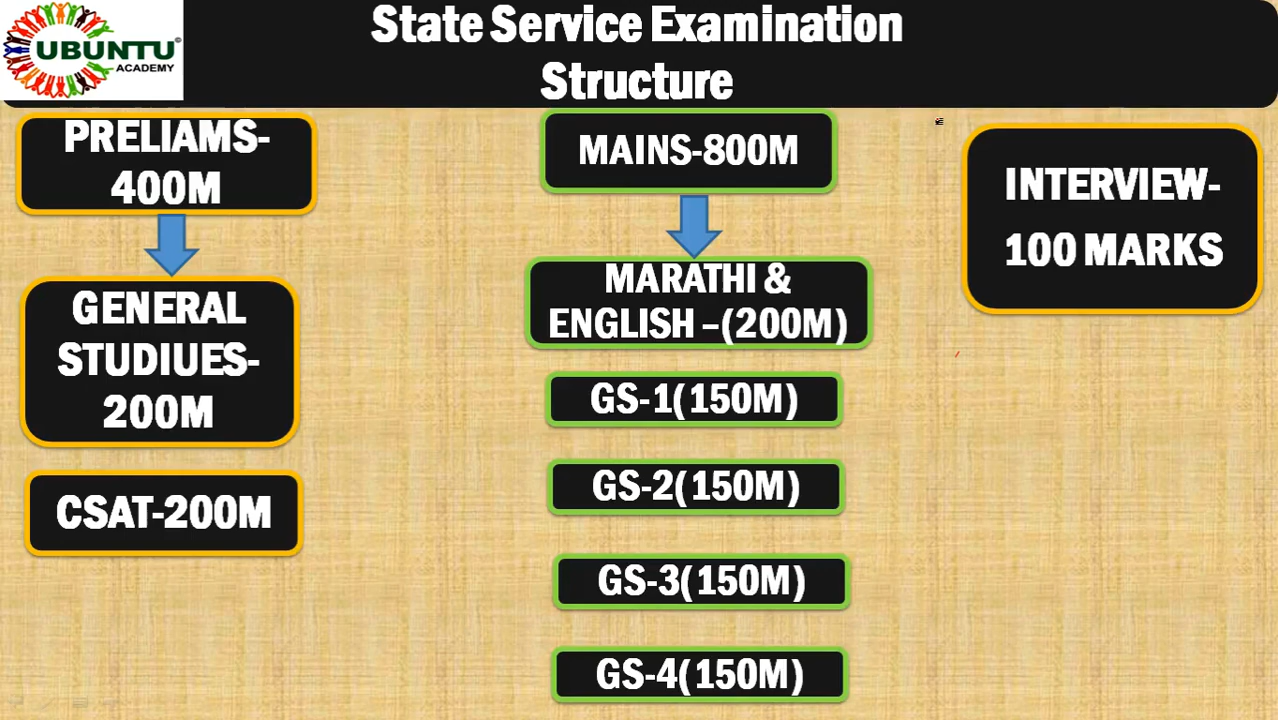 UBUNTU
ACADEMY
©
State Service Examination
Structure
PRELIAMS-
400M
GENERAL
STUDIUES-
200M
CSAT-200M
MAINS-800M
MARATHI &
ENGLISH –(200M)
GS-1(150M)
GS-2(150M)
GS-3(150M)
GS-4(150M)
INTERVIEW-
100 MARKS